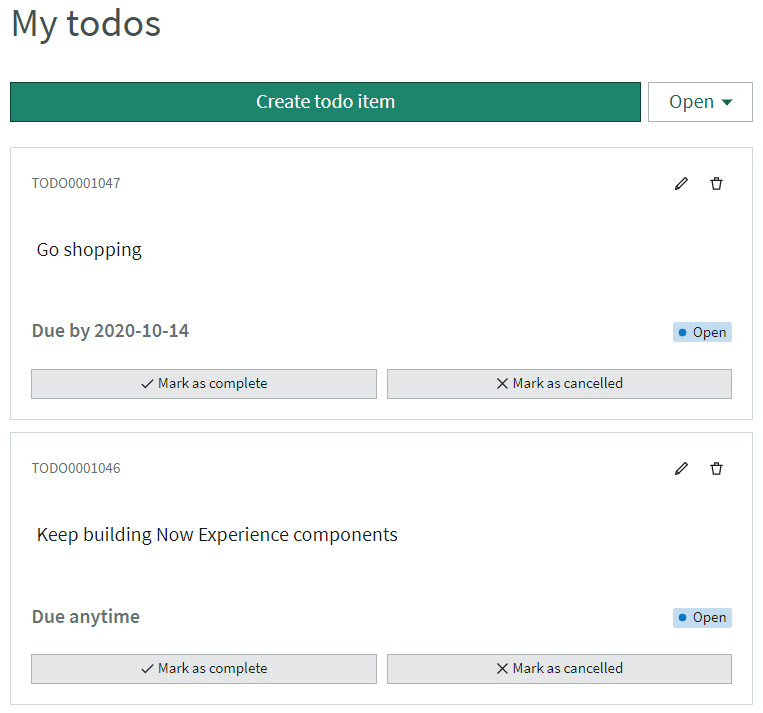 My todos
Create todo item
Open
TODO0001047
Go shopping
Due by 2020-10-14
Open
Mark as complete
Mark as cancelled
TODO0001046
Keep building Now Experience components
Due anytime
Open
Mark as complete
Mark as cancelled